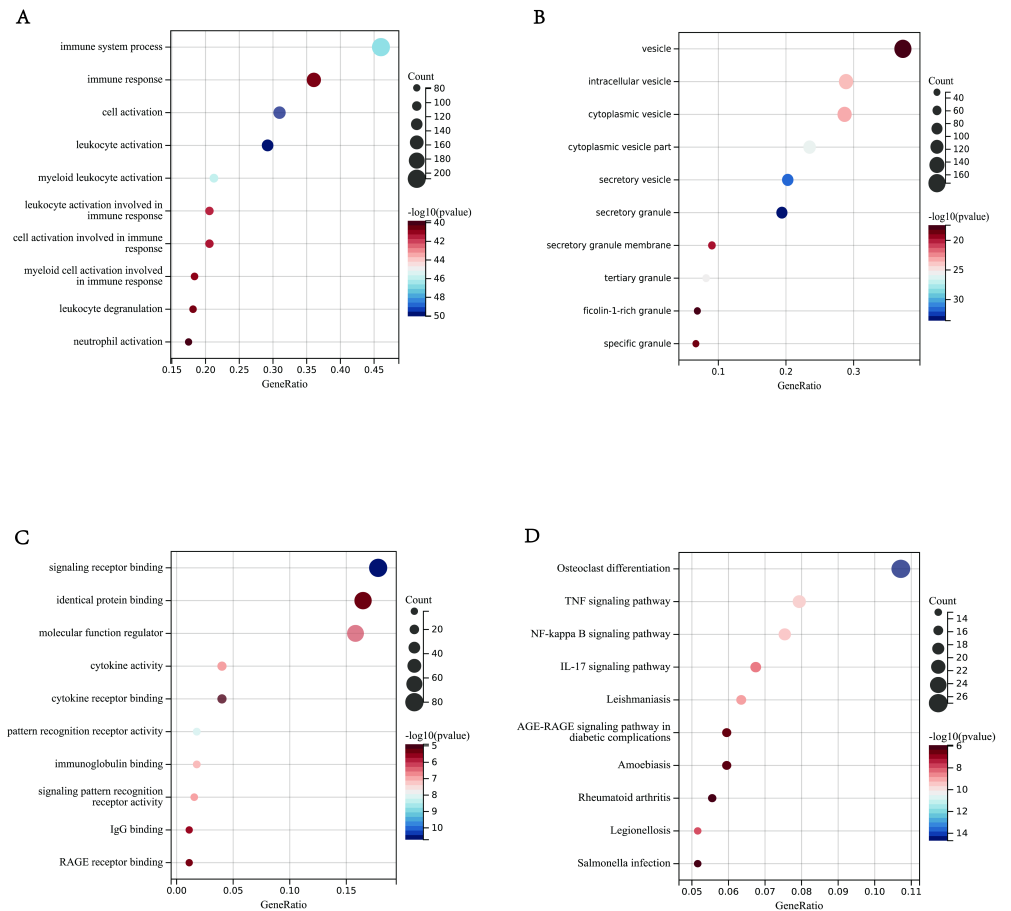 A
immune system process
immune response
cell activation
leukocyte activation
myeloid leukocyte activation
leukocyte activation involved in
immune response
cell activation involved in immune
response
myeloid cell activation involved
in immune response
leukocyte degranulation
neutrophil activation
0.15 0.20 0.25 0.30 0.35 0.40 0.45
GeneRatio
Count
80
100
120
140
160
180
200
-log10(pvalue)
40
42
44
46
48
50
B
vesicle
intracellular vesicle
cytoplasmic vesicle
cytoplasmic vesicle part
secretory vesicle
secretory granule
secretory granule membrane
tertiary granule
ficolin-1-rich granule
specific granule
0.1 0.2 0.3
GeneRatio
Count
40
60
80
100
120
140
160
-log10(pvalue)
20
25
30
C
signaling receptor binding
identical protein binding
molecular function regulator
cytokine activity
cytokine receptor binding
pattern recognition receptor activity
immunoglobulin binding
signaling pattern recognition
receptor activity
IgG binding
RAGE receptor binding
0.00 0.05 0.10 0.15
GeneRatio
Count
20
40
60
80
-log10(pvalue)
5
6
7
8
9
10
D
Osteoclast differentiation
TNF signaling pathway
NF-kappa B signaling pathway
IL-17 signaling pathway
Leishmaniasis
AGE-RAGE signaling pathway in
diabetic complications
Amoebiasis
Rheumatoid arthritis
Legionellosis
Salmonella infection
0.05 0.06 0.07 0.08 0.09 0.10 0.11
GeneRatio
Count
14
16
18
20
22
24
26
-log10(pvalue)
6
8
10
12
14